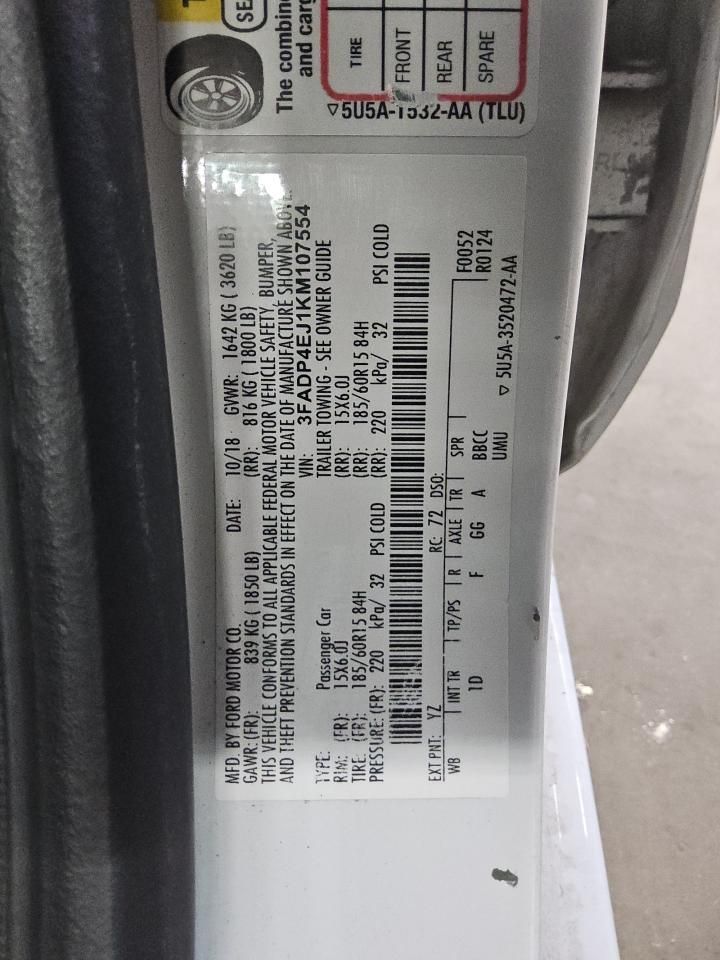 SE
The combine
and carg
TIRE
FRONT
REAR
SPARE
5U5A-1532-AA (TLU)
MFD. BY FORD MOTOR CO. DATE: 10/18 GVWR: 1642 KG ( 3620 LB)
GAWR: (FR): 839 KG ( 1850 LB) (RR): 816 KG ( 1800 LB)
THIS VEHICLE CONFORMS TO ALL APPLICABLE FEDERAL MOTOR VEHICLE SAFETY, BUMPER,
AND THEFT PREVENTION STANDARDS IN EFFECT ON THE DATE OF MANUFACTURE SHOWN ABOVE.
VIN: 3FADP4EJ1KM107554
TYPE: Passenger Car TRAILER TOWING - SEE OWNER GUIDE
RIM: (FR): 15X6.0J (RR): 15X6.0J
TIRE: (FR): 185/60R15 84H (RR): 185/60R15 84H
PRESSURE: (FR): 220 kPa/ 32 PSI COLD (RR): 220 kPa/ 32 PSI COLD
EXT PNT: YZ RC: 72 DSO: F0052
WB INT TR TP/PS R AXLE TR SPR R0124
1D F GG A BBCC
UMU
5U5A-3520472-AA